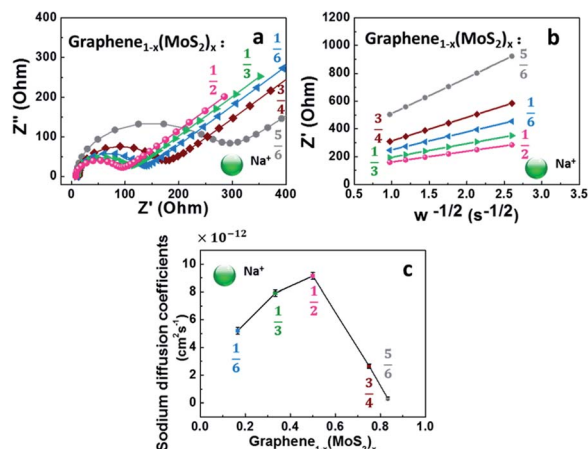 Graphene1-x(MoS2)x :
a
1/2
1/3
1/6
3/4
5/6
Na+
Z'' (Ohm)
500
400
300
200
100
0
0 100 200 300 400
Z' (Ohm)
Graphene1-x(MoS2)x :
b
5/6
3/4
1/6
1/3
1/2
Na+
Z' (Ohm)
1200
1000
800
600
400
200
0
0.5 1.0 1.5 2.0 2.5 3.0 3.5
w -1/2 (s-1/2)
× 10−12
c
Na+
1/6
1/3
1/2
3/4
5/6
Sodium diffusion coefficients
(cm2s-1)
10
8
6
4
2
0
0.0 0.2 0.4 0.6 0.8 1.0
Graphene1-x(MoS2)x